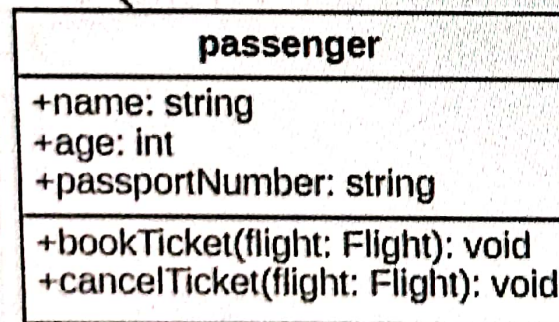 passenger
+name: string
+age: int
+passportNumber: string
+bookTicket(flight: Flight): void
+cancelTicket(flight: Flight): void